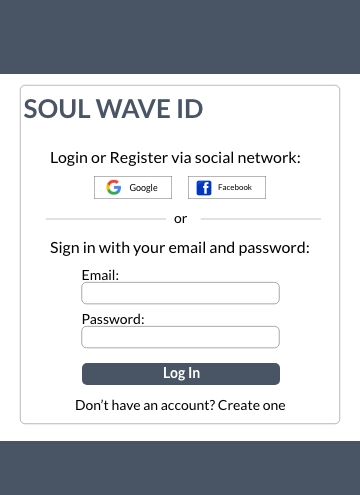 SOUL WAVE ID
Login or Register via social network:
Google Facebook
or
Sign in with your email and password:
Email:
Password:
Log In
Don't have an account? Create one